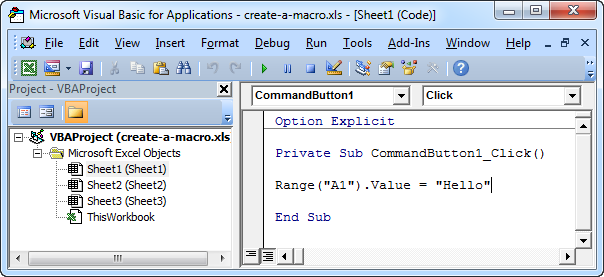 Microsoft Visual Basic for Applications - create-a-macro.xls - [Sheet1 (Code)]
File Edit View Insert Format Debug Run Tools Add-Ins Window Help
Project - VBAProject
VBAProject (create-a-macro.xls
Microsoft Excel Objects
Sheet1 (Sheet1)
Sheet2 (Sheet2)
Sheet3 (Sheet3)
ThisWorkbook
CommandButton1 Click
Option Explicit
Private Sub CommandButton1_Click()
Range("A1").Value = "Hello"
End Sub